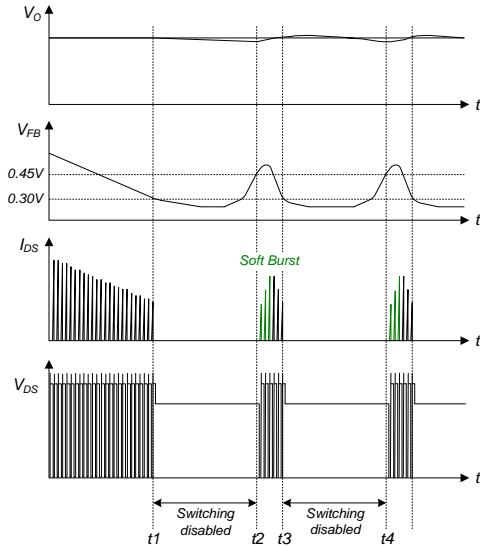 VO
t
VFB
0.45V
0.30V
t
IDS
Soft Burst
t
VDS
t
Switching
disabled
Switching
disabled
t1
t2
t3
t4